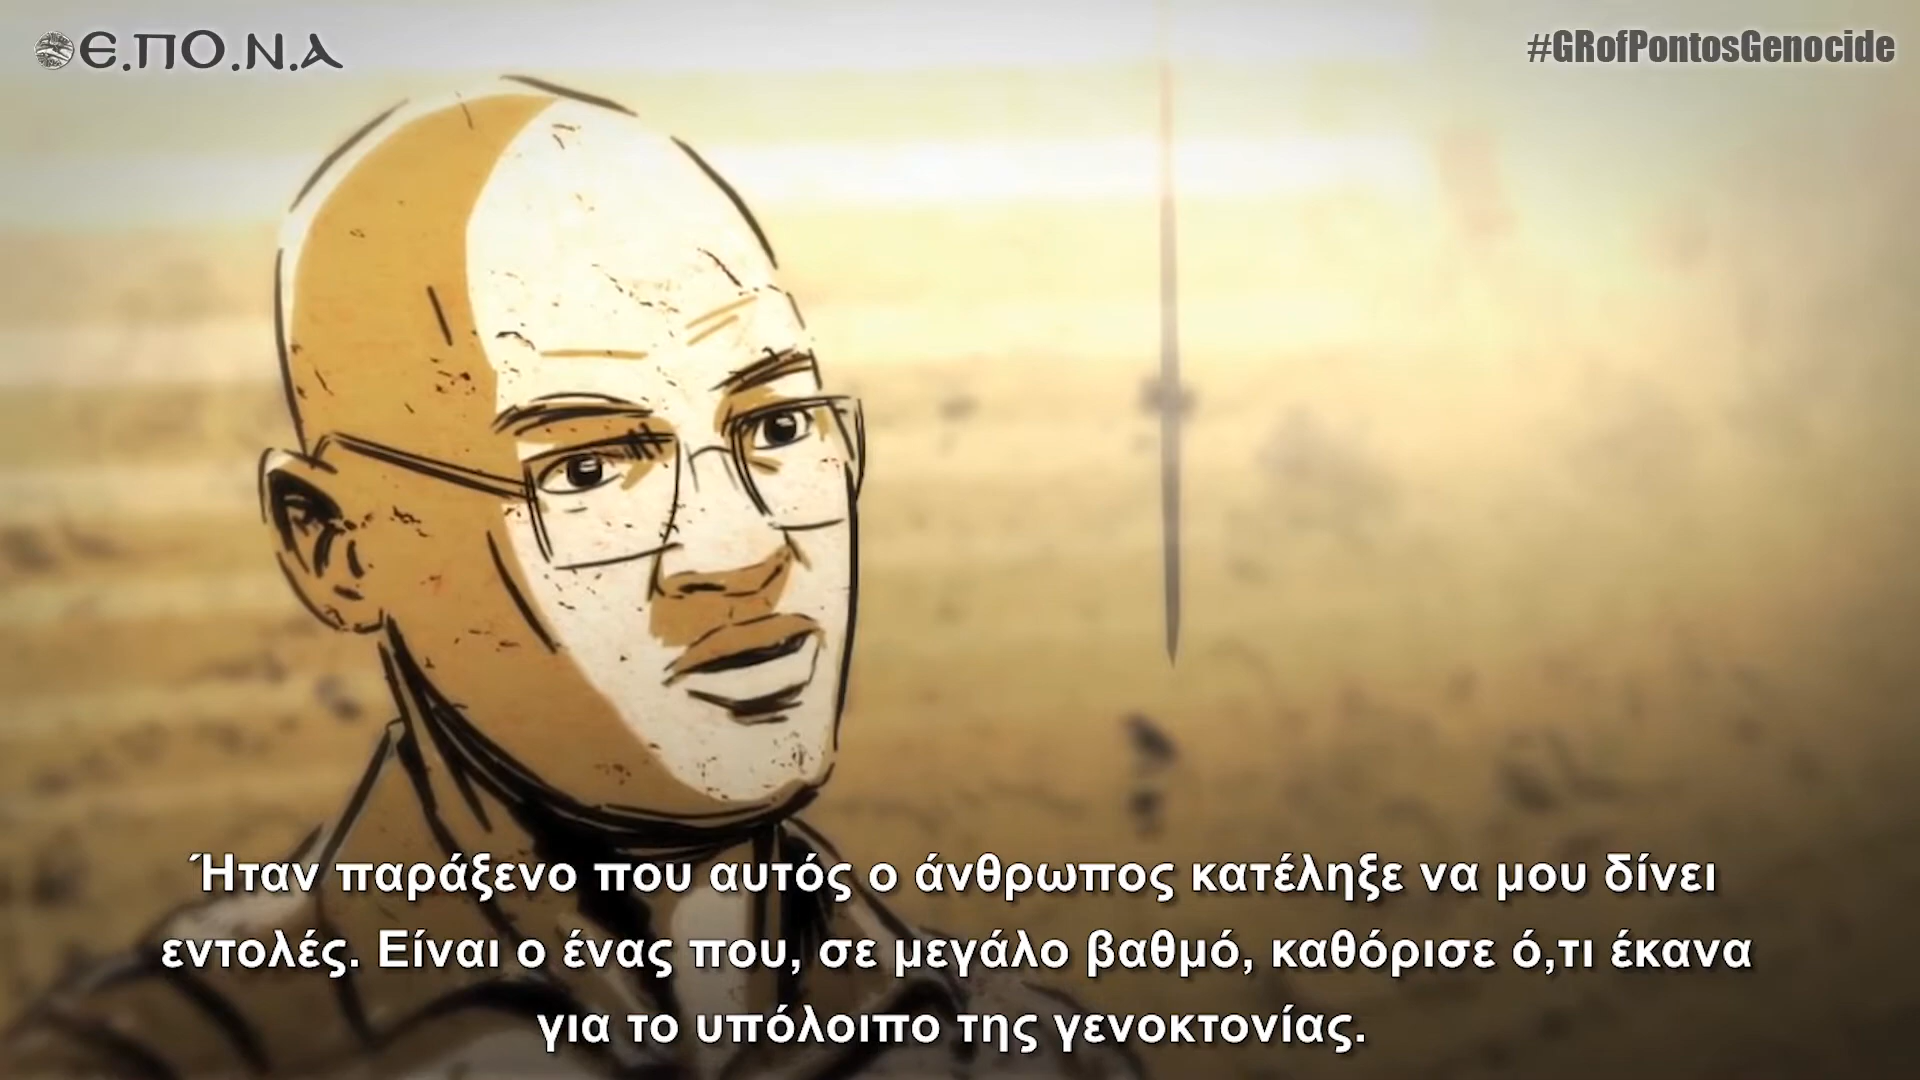 Ε.ΠΟ.Ν.Α
#GRofPontosGenocide
Ήταν παράξενο που αυτός ο άνθρωπος κατέληξε να μου δίνει
εντολές. Είναι ο ένας που, σε μεγάλο βαθμό, καθόρισε ό,τι έκανα
για το υπόλοιπο της γενοκτονίας.